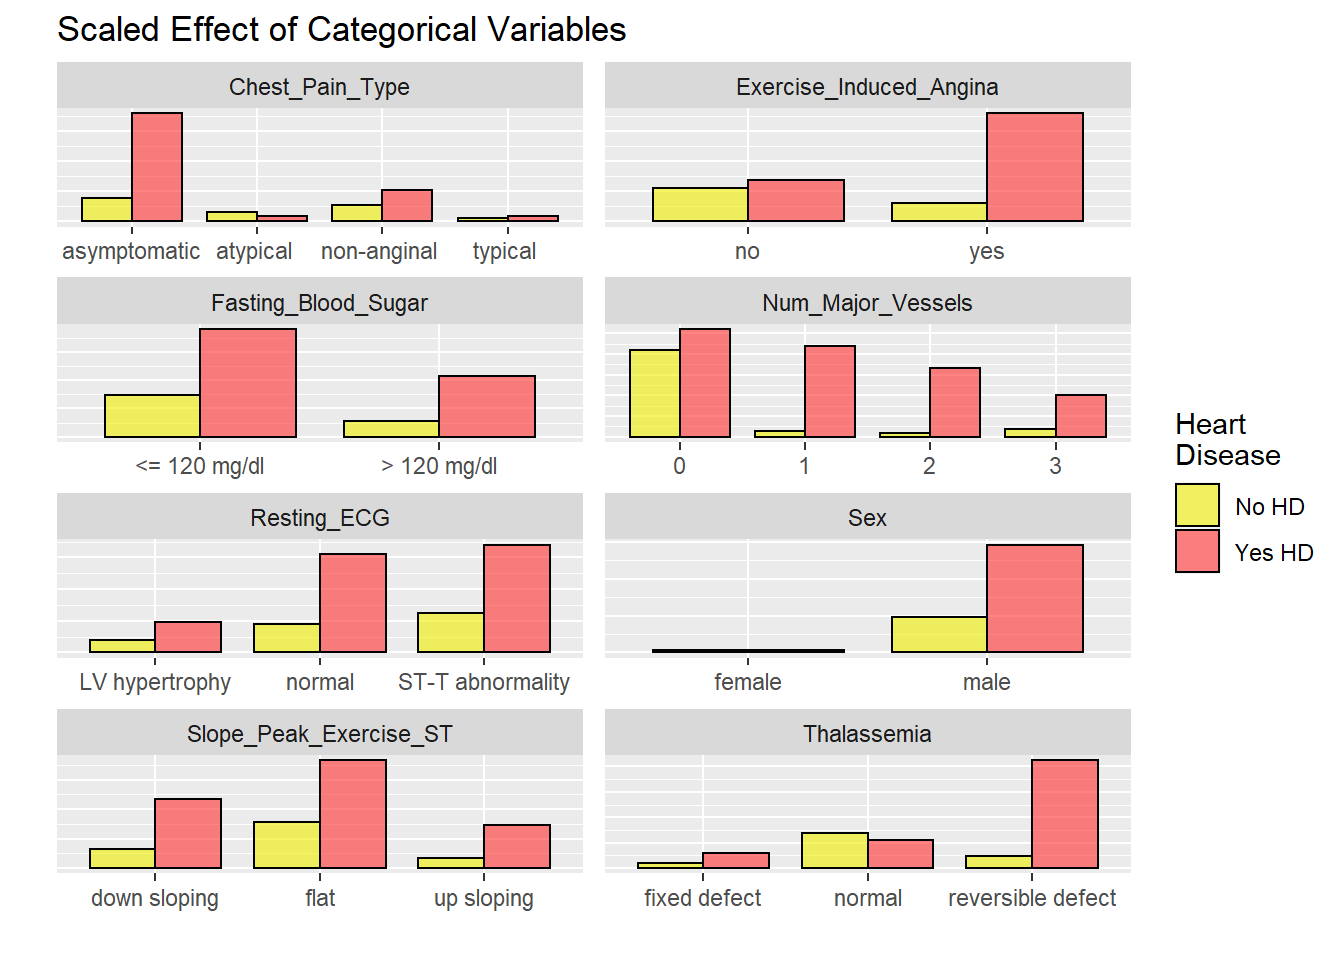 Scaled Effect of Categorical Variables
Chest_Pain_Type
asymptomatic atypical non-anginal typical
Exercise_Induced_Angina
no yes
Fasting_Blood_Sugar
<= 120 mg/dl > 120 mg/dl
Num_Major_Vessels
0 1 2 3
Resting_ECG
LV hypertrophy normal ST-T abnormality
Sex
female male
Slope_Peak_Exercise_ST
down sloping flat up sloping
Thalassemia
fixed defect normal reversible defect
Heart
Disease
No HD
Yes HD